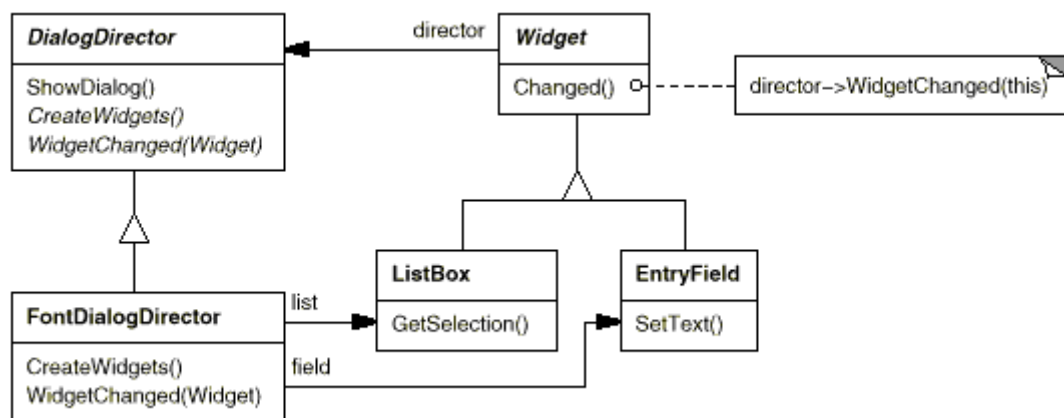 DialogDirector
ShowDialog()
CreateWidgets()
WidgetChanged(Widget)
director
Widget
Changed()
director->WidgetChanged(this)
ListBox
GetSelection()
EntryField
SetText()
FontDialogDirector
CreateWidgets()
WidgetChanged(Widget)
list
field